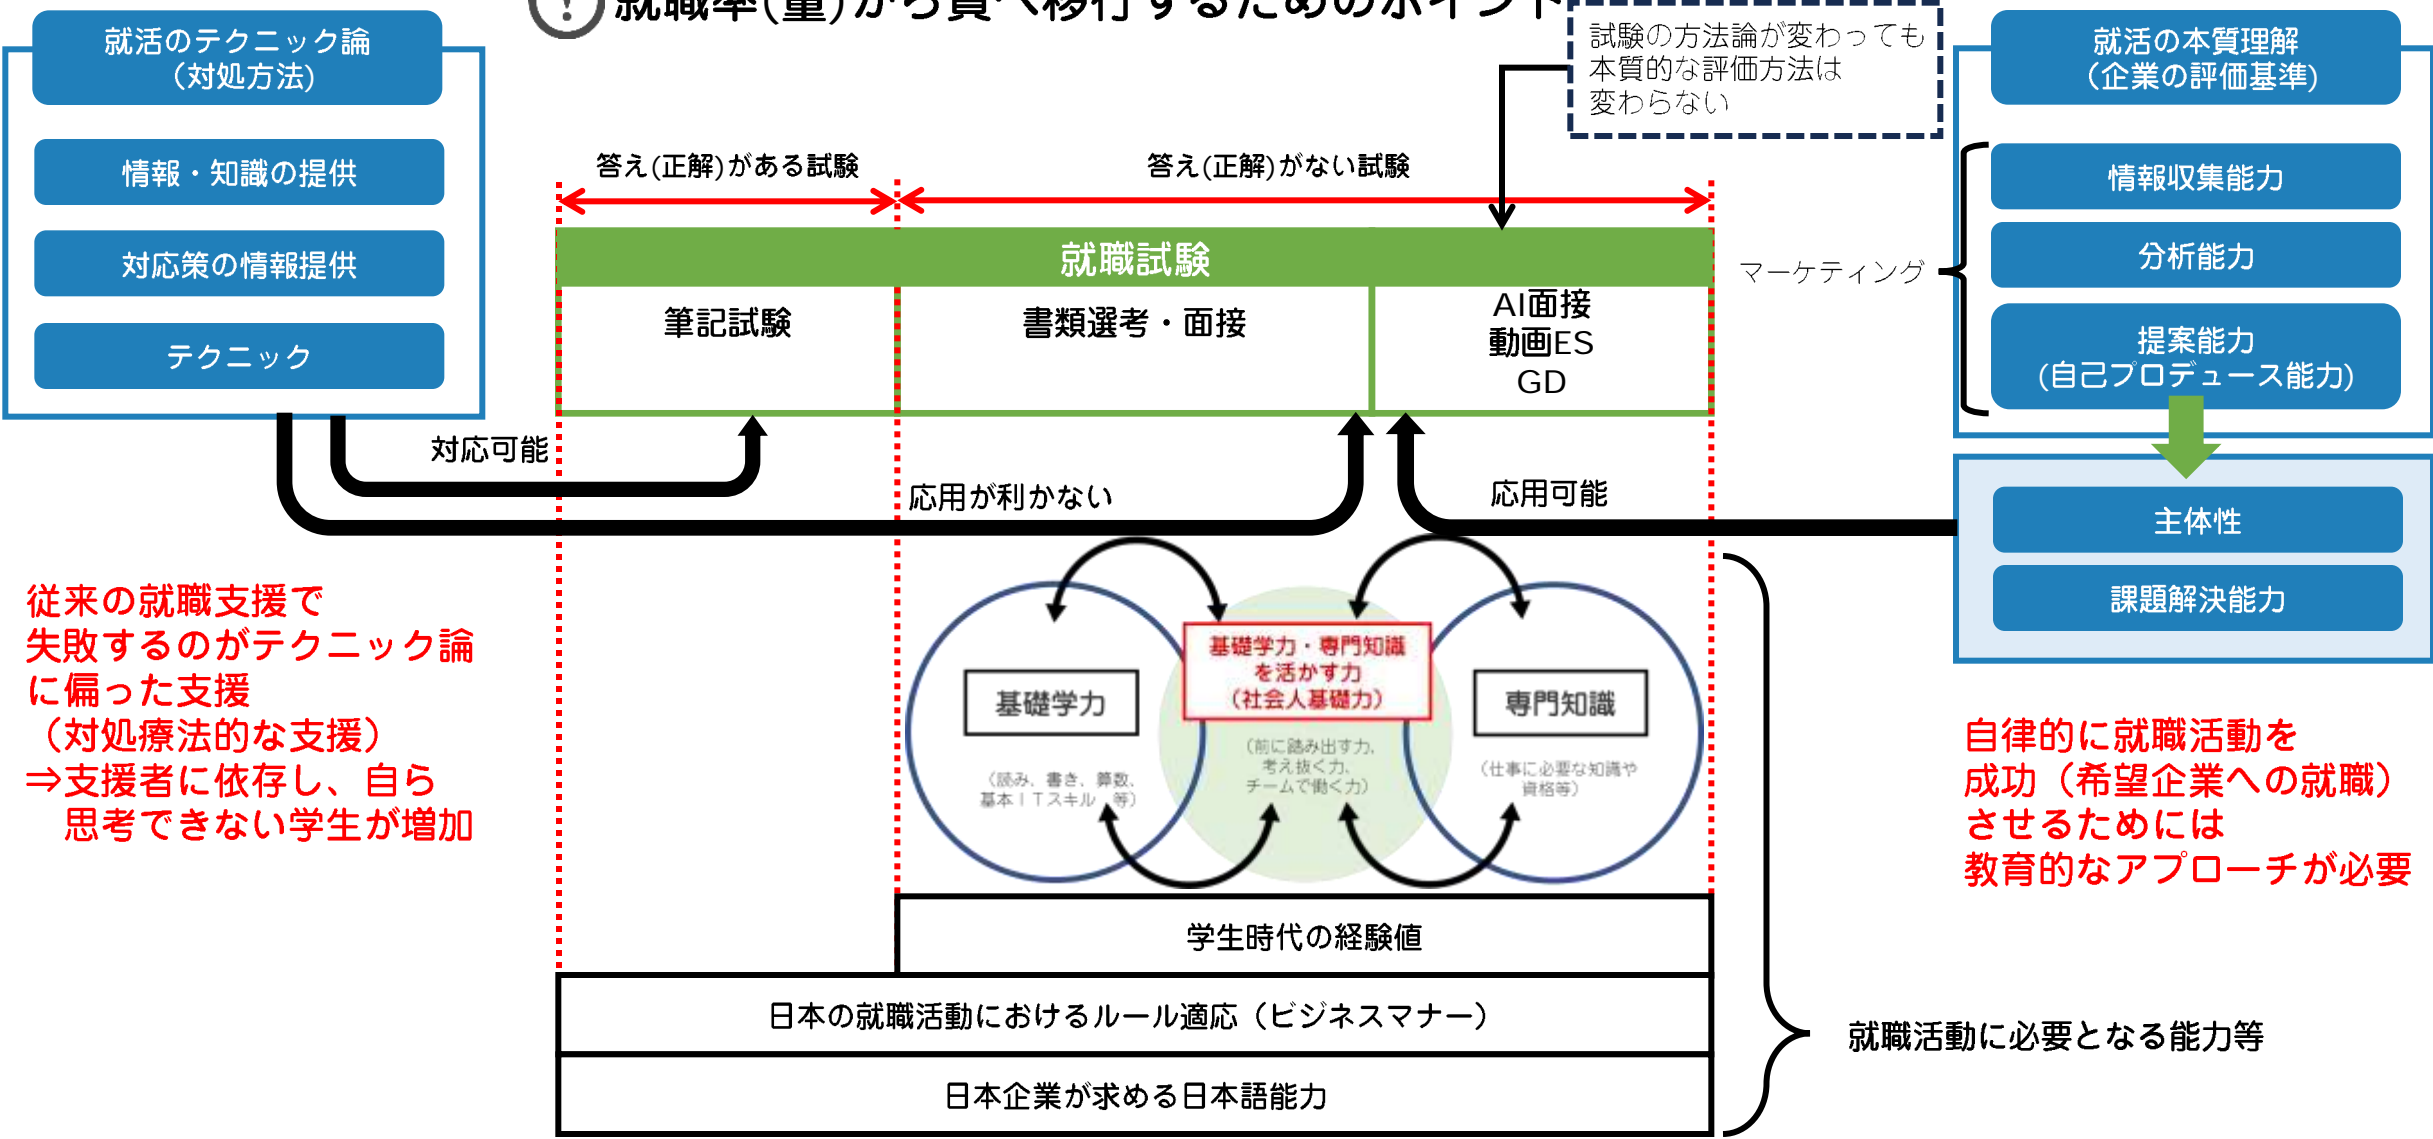 就職率(量)から質へ移行するためのポイント
就活のテクニック論
(対処方法)
情報・知識の提供
対応策の情報提供
テクニック
試験の方法論が変わっても
本質的な評価方法は
変わらない
就活の本質理解
(企業の評価基準)
情報収集能力
分析能力
提案能力
(自己プロデュース能力)
マーケティング
主体性
課題解決能力
答え(正解)がある試験
答え(正解)がない試験
就職試験
筆記試験
書類選考・面接
AI面接
動画ES
GD
対応可能
応用が利かない
応用可能
従来の就職支援で
失敗するのがテクニック論
に偏った支援
（対処療法的な支援）
⇒支援者に依存し、自ら
思考できない学生が増加
基礎学力
（読み、書き、算数、
基本ITスキル 等）
基礎学力・専門知識
を活かす力
（社会人基礎力）
（前に踏み出す力、
考え抜く力、
チームで働く力）
専門知識
（仕事に必要な知識や
資格等）
自律的に就職活動を
成功（希望企業への就職）
させるためには
教育的なアプローチが必要
学生時代の経験値
日本の就職活動におけるルール適応（ビジネスマナー）
日本企業が求める日本語能力
就職活動に必要となる能力等